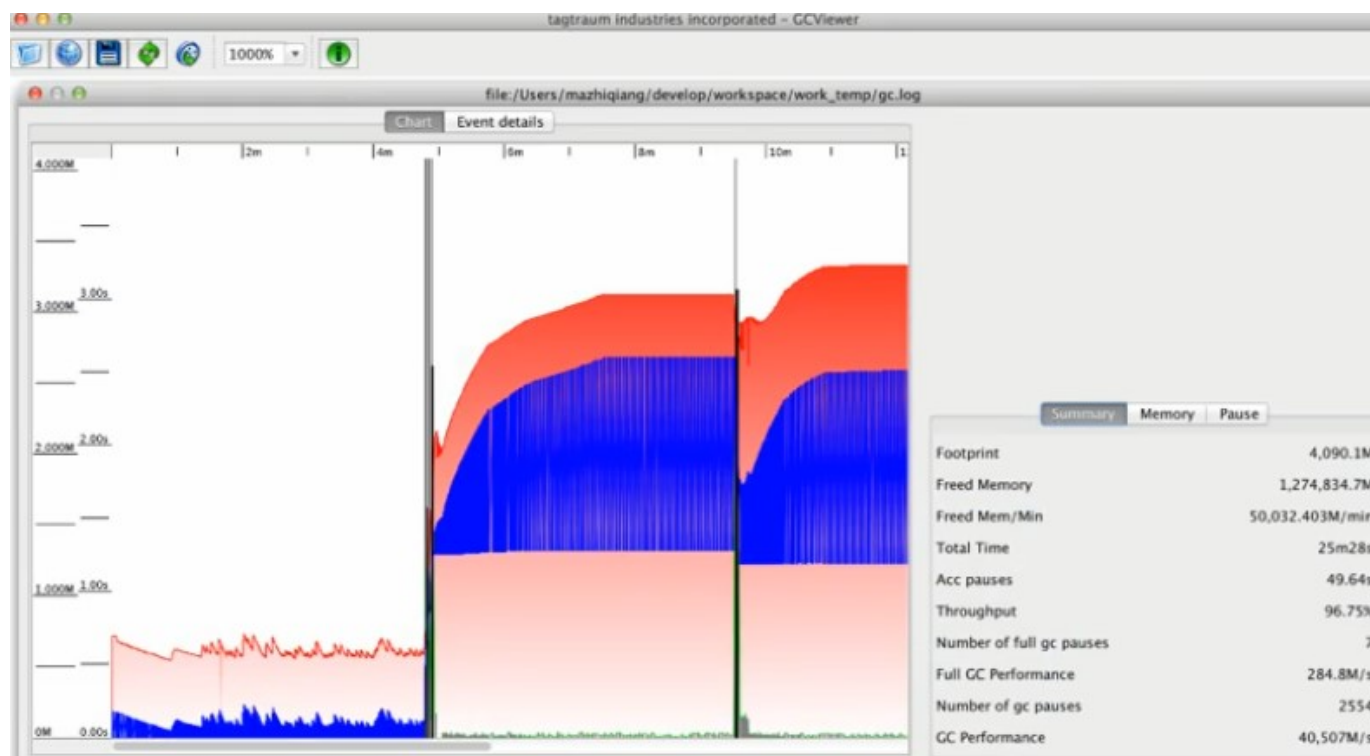 tagtraum industries incorporated - GCViewer
1000%
file:/Users/mazhiqiang/develop/workspace/work_temp/gc.log
Chart Event details
2m 4m 6m 8m 10m 1
4.000M
3.000M 3.00s
2.000M 2.00s
1.000M 1.00s
0M 0.00s
Summary Memory Pause
Footprint 4,090.1M
Freed Memory 1,274,834.7M
Freed Mem/Min 50,032.403M/min
Total Time 25m28s
Acc pauses 49.64s
Throughput 96.75%
Number of full gc pauses
Full GC Performance 284.8M/s
Number of gc pauses 2554
GC Performance 40,507M/s